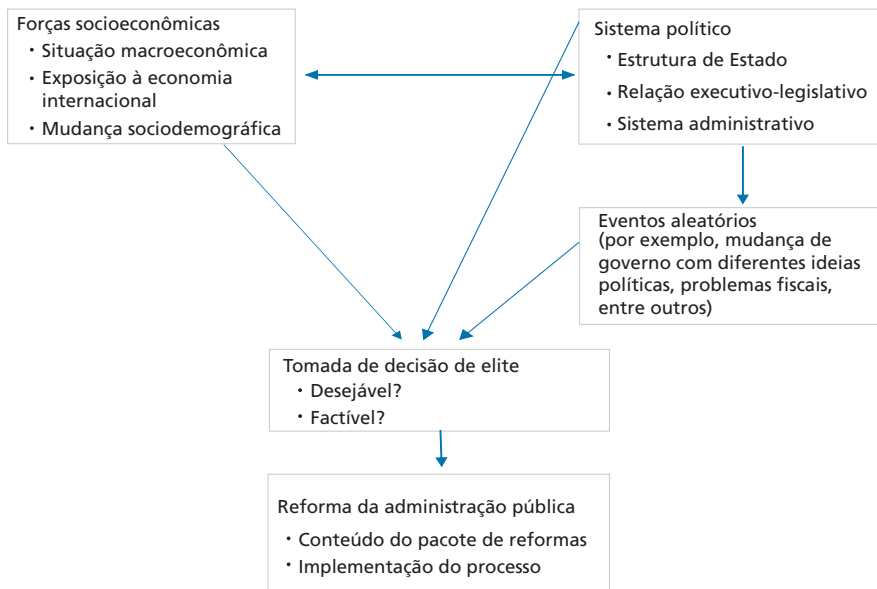 Forças socioeconômicas
· Situação macroeconômica
· Exposição à economia
internacional
· Mudança sociodemográfica
Sistema político
· Estrutura de Estado
· Relação executivo-legislativo
· Sistema administrativo
Eventos aleatórios
(por exemplo, mudança de
governo com diferentes ideias
políticas, problemas fiscais,
entre outros)
Tomada de decisão de elite
· Desejável?
· Factível?
Reforma da administração pública
· Conteúdo do pacote de reformas
· Implementação do processo